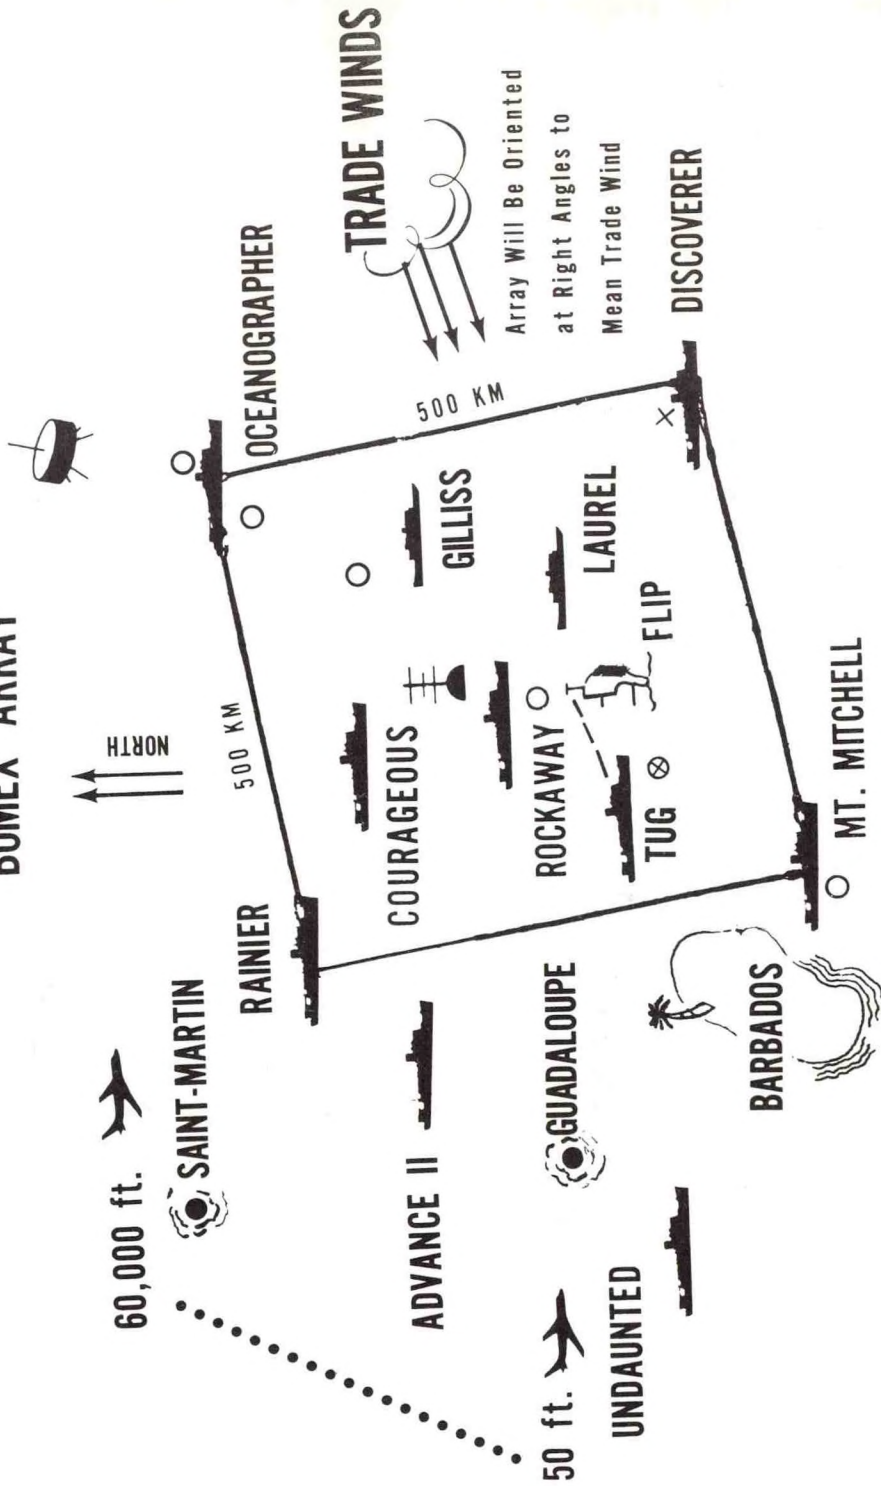 BOMEX ARRAY
NORTH
60,000 ft.
SAINT-MARTIN
RAINIER
500 KM
OCEANOGRAPHER
TRADE WINDS
Array Will Be Oriented
at Right Angles to
Mean Trade Wind
500 KM
ADVANCE II
COURAGEOUS
GILLISS
50 ft.
GUADALOUPE
ROCKAWAY
LAUREL
UNDAUNTED
TUG
FLIP
DISCOVERER
BARBADOS
MT. MITCHELL